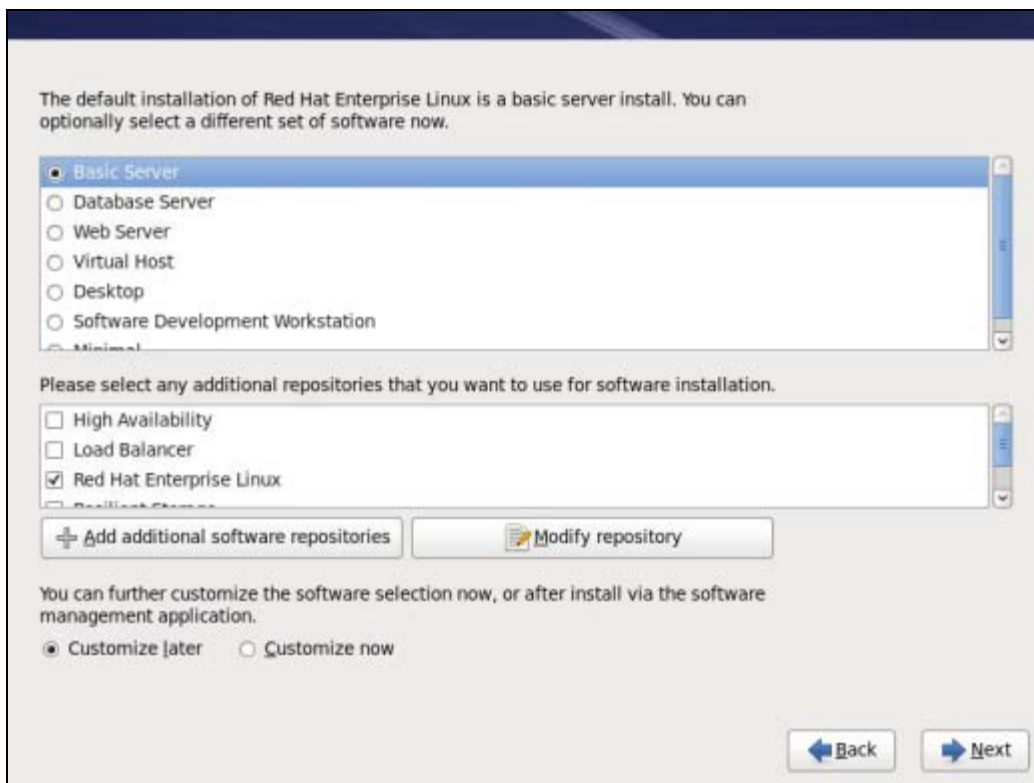 The default installation of Red Hat Enterprise Linux is a basic server install. You can
optionally select a different set of software now.
Basic Server
Database Server
Web Server
Virtual Host
Desktop
Software Development Workstation
Minimal
Please select any additional repositories that you want to use for software installation.
High Availability
Load Balancer
Red Hat Enterprise Linux
Resilient Storage
Add additional software repositories
Modify repository
You can further customize the software selection now, or after install via the software
management application.
Customize later
Customize now
Back
Next